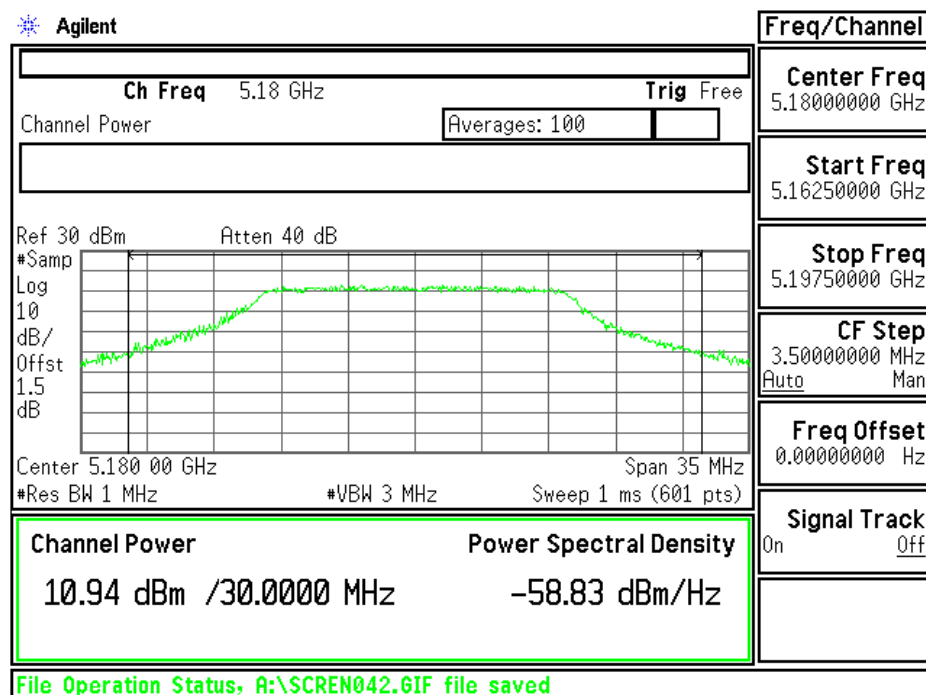 Agilent
Freq/Channel
Ch Freq 5.18 GHz Trig Free
Channel Power Averages: 100
Ref 30 dBm Atten 40 dB
#Samp
Log
10
dB/
Offst
1.5
dB
Center 5.180 00 GHz Span 35 MHz
#Res BW 1 MHz #VBW 3 MHz Sweep 1 ms (601 pts)
Channel Power Power Spectral Density
10.94 dBm /30.0000 MHz -58.83 dBm/Hz
Center Freq
5.18000000 GHz
Start Freq
5.16250000 GHz
Stop Freq
5.19750000 GHz
CF Step
3.50000000 MHz
Auto Man
Freq Offset
0.00000000 Hz
Signal Track
On Off
File Operation Status, A:\SCREN042.GIF file saved